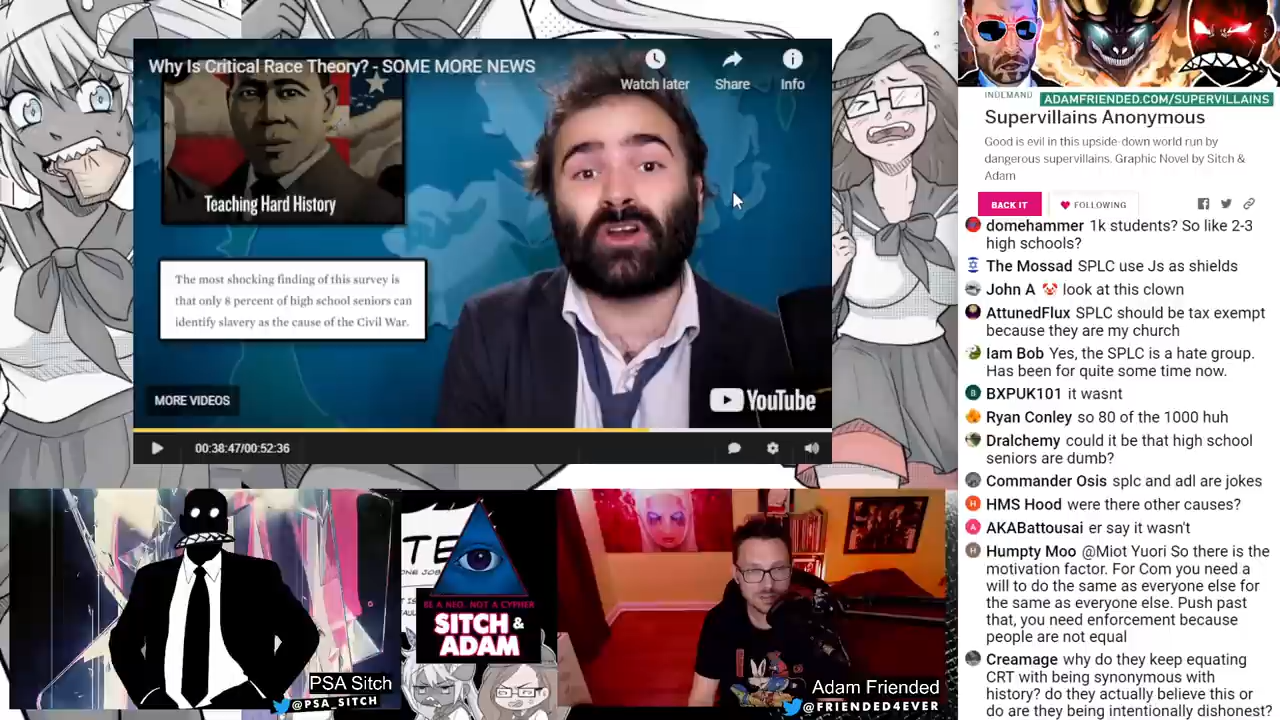 Why Is Critical Race Theory? - SOME MORE NEWS
Watch later
Share
Info
Teaching Hard History
The most shocking finding of this survey is
that only 8 percent of high school seniors can
identify slavery as the cause of the Civil War.
MORE VIDEOS
YouTube
00:38:47/00:52:36
BE A NEO, NOT A CYPHER
SITCH &
ADAM
PSA Sitch
@PSA_SITCH
Adam Friended
@FRIENDED4EVER
INDEMAND
ADAMFRIENDED.COM/SUPERVILLAINS
Supervillains Anonymous
Good is evil in this upside-down world run by
dangerous supervillains. Graphic Novel by Sitch &
Adam
BACK IT
FOLLOWING
domehammer 1k students? So like 2-3
high schools?
The Mossad SPLC use Js as shields
John A 🤡 look at this clown
AttunedFlux SPLC should be tax exempt
because they are my church
Iam Bob Yes, the SPLC is a hate group.
Has been for quite some time now.
B BXPUK101 it wasnt
Ryan Conley so 80 of the 1000 huh
Dralchemy could it be that high school
seniors are dumb?
Commander Osis splc and adl are jokes
H HMS Hood were there other causes?
A AKABattousai er say it wasn't
H Humpty Moo @Miot Yuori So there is the
motivation factor. For Com you need a
will to do the same as everyone else for
the same as everyone else. Push past
that, you need enforcement because
people are not equal
Creamage why do they keep equating
CRT with being synonymous with
history? do they actually believe this or
do are they being intentionally dishonest?